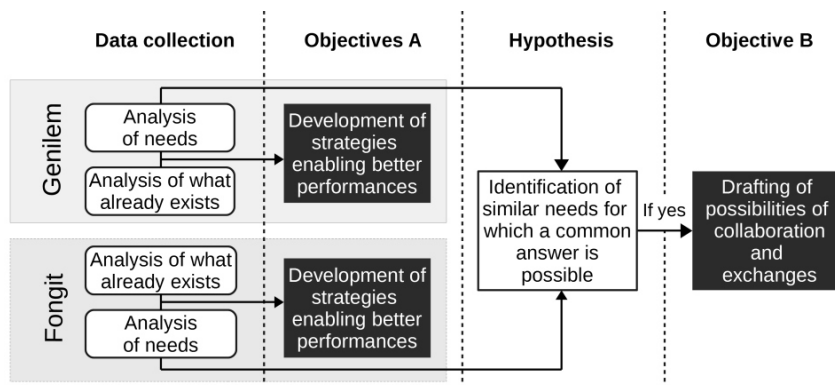 Data collection
Objectives A
Hypothesis
Objective B
Genilem
Analysis
of needs
Analysis of what
already exists
Development of
strategies
enabling better
performances
Fongit
Analysis of what
already exists
Analysis
of needs
Development of
strategies
enabling better
performances
Identification of
similar needs for
which a common
answer is
possible
If yes
Drafting of
possibilities of
collaboration
and
exchanges